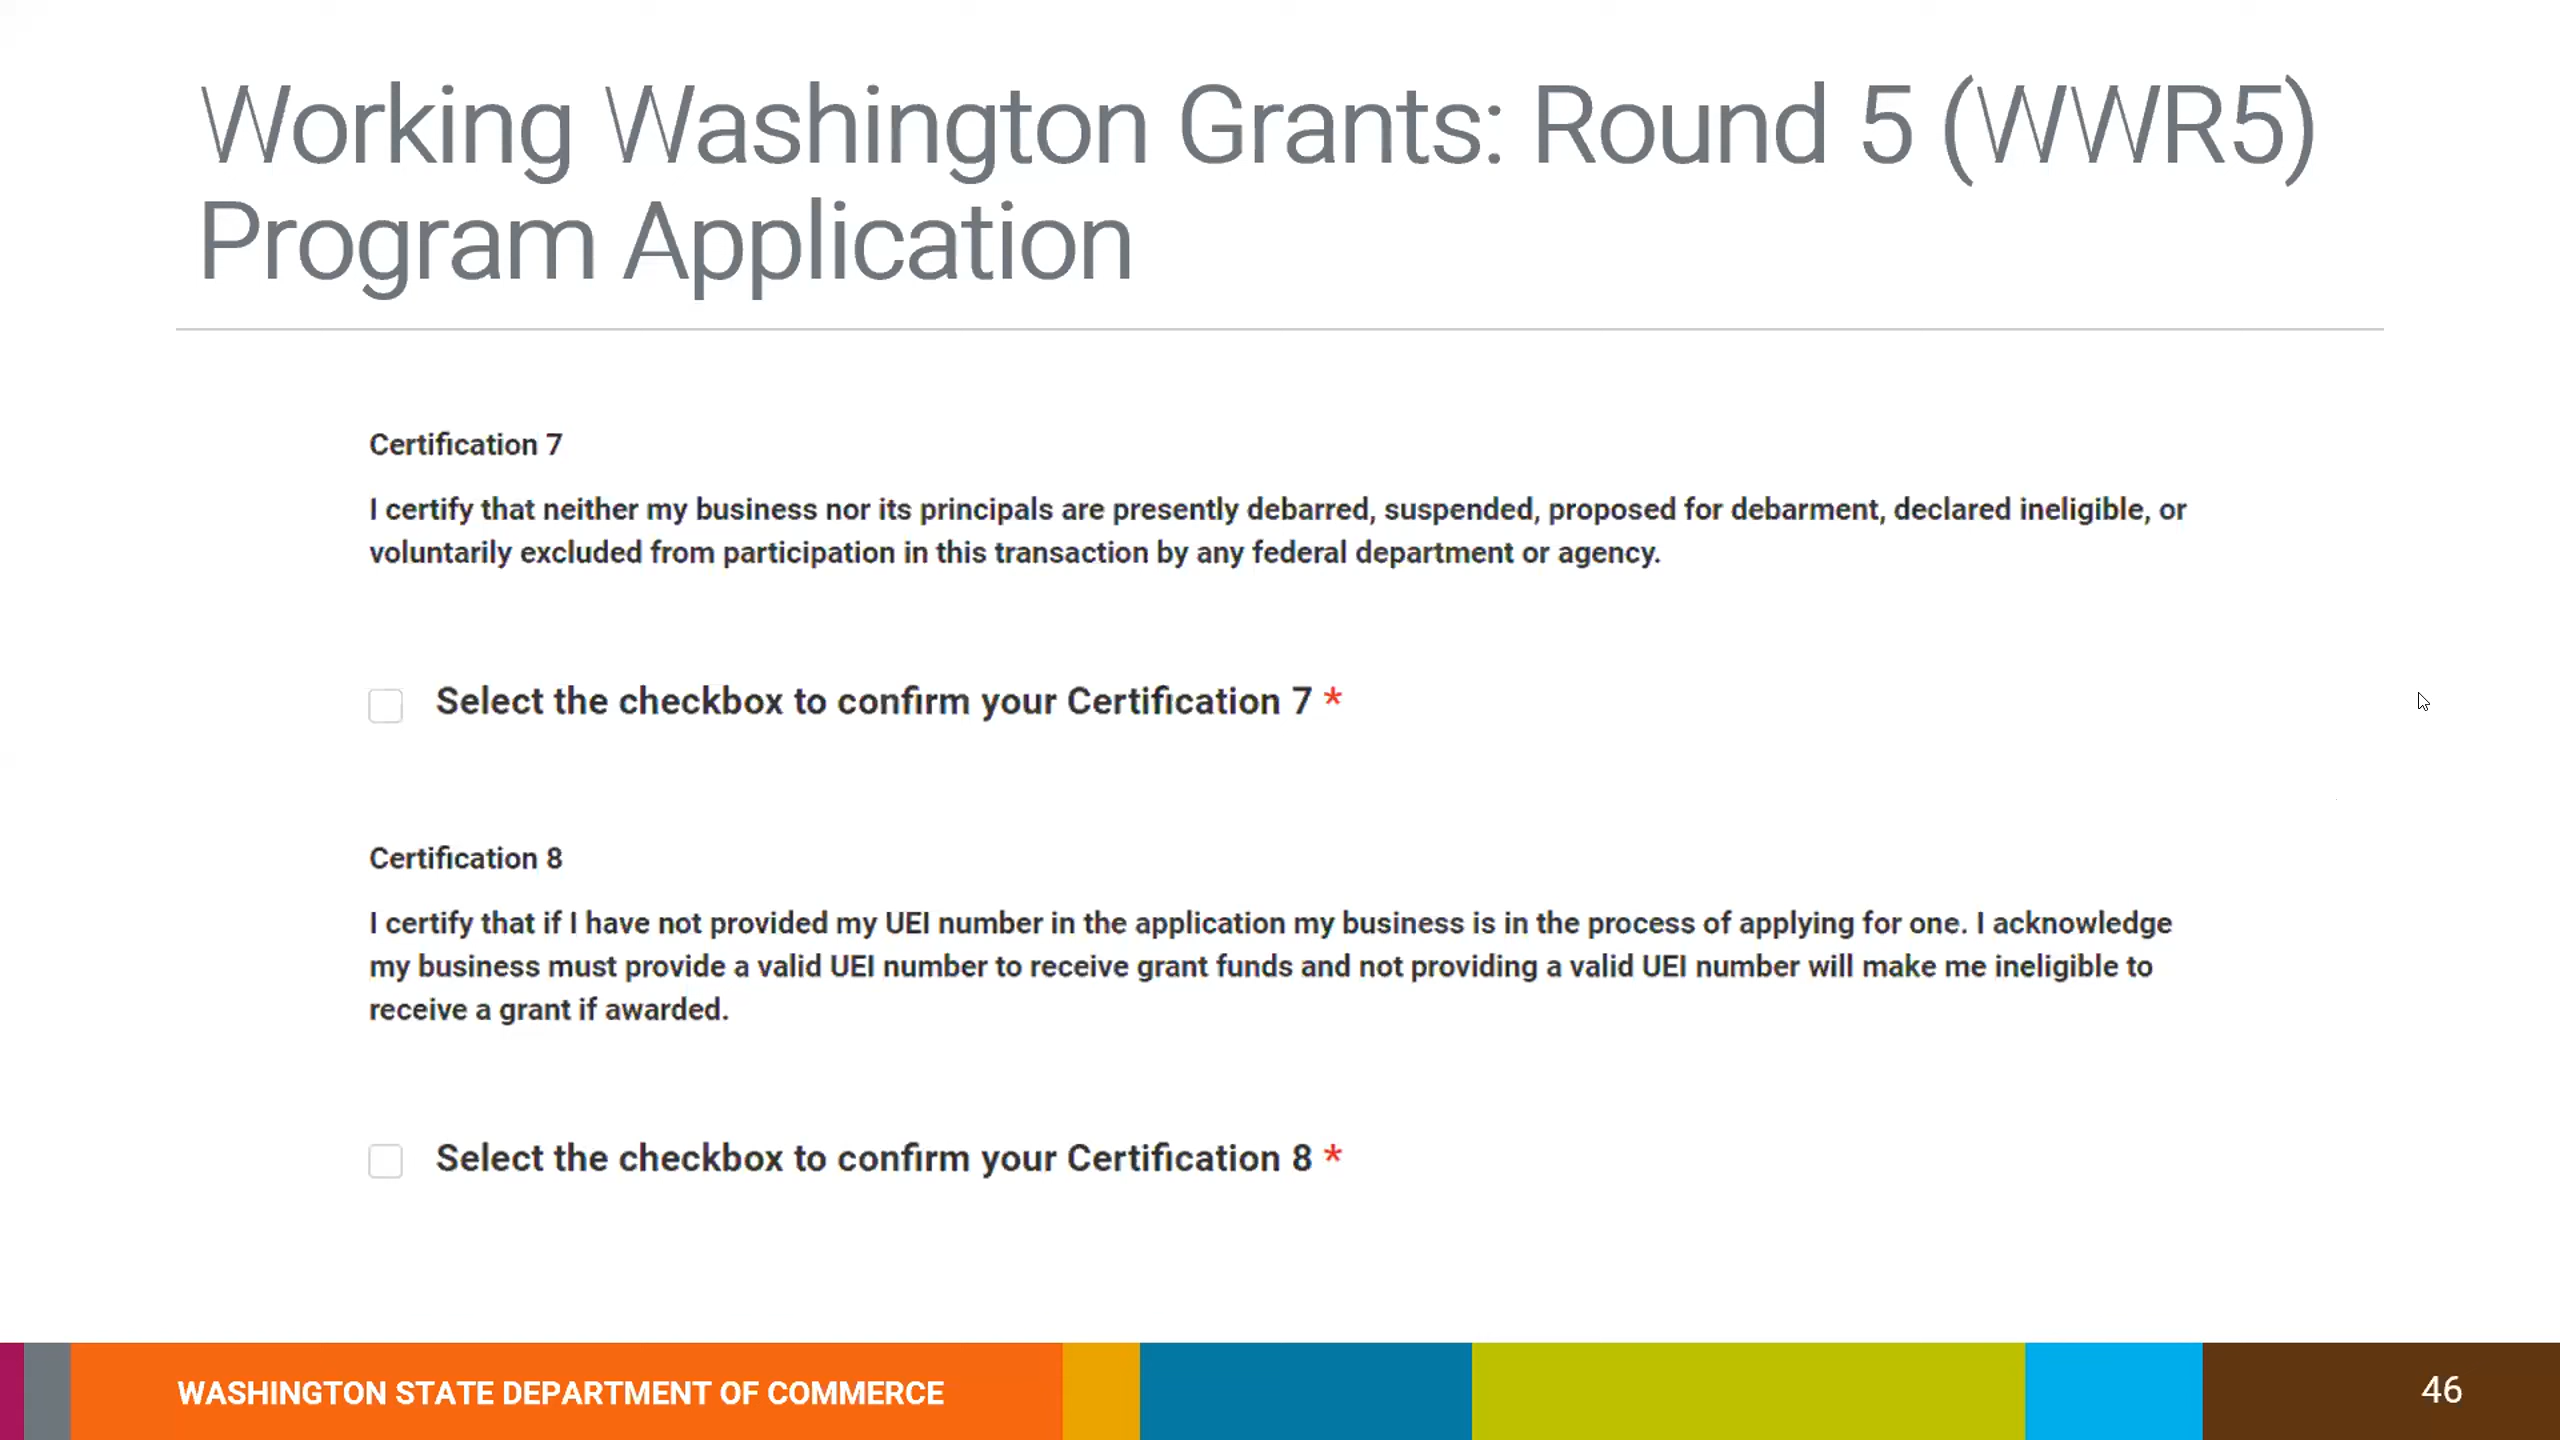 Working Washington Grants: Round 5 (WWR5)
Program Application
Certification 7
I certify that neither my business nor its principals are presently debarred, suspended, proposed for debarment, declared ineligible, or
voluntarily excluded from participation in this transaction by any federal department or agency.
Select the checkbox to confirm your Certification 7 *
Certification 8
I certify that if I have not provided my UEI number in the application my business is in the process of applying for one. I acknowledge
my business must provide a valid UEI number to receive grant funds and not providing a valid UEI number will make me ineligible to
receive a grant if awarded.
Select the checkbox to confirm your Certification 8 *
WASHINGTON STATE DEPARTMENT OF COMMERCE
46